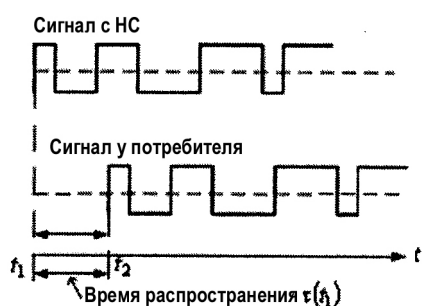 Сигнал с НС
Сигнал у потребителя
t
t₁ t₂
Время распространения τ(t₁)